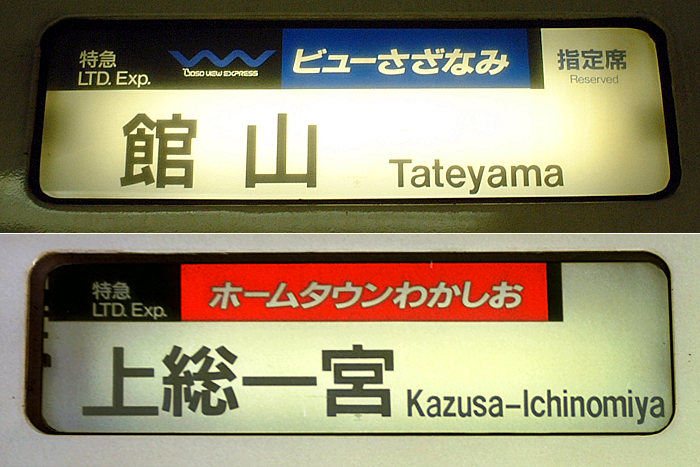 特急 ビューさざなみ 指定席
LTD. Exp. BOSO VIEW EXPRESS Reserved
館山 Tateyama
特急 ホームタウンわかしお
LTD. Exp.
上総一宮 Kazusa-Ichinomiya